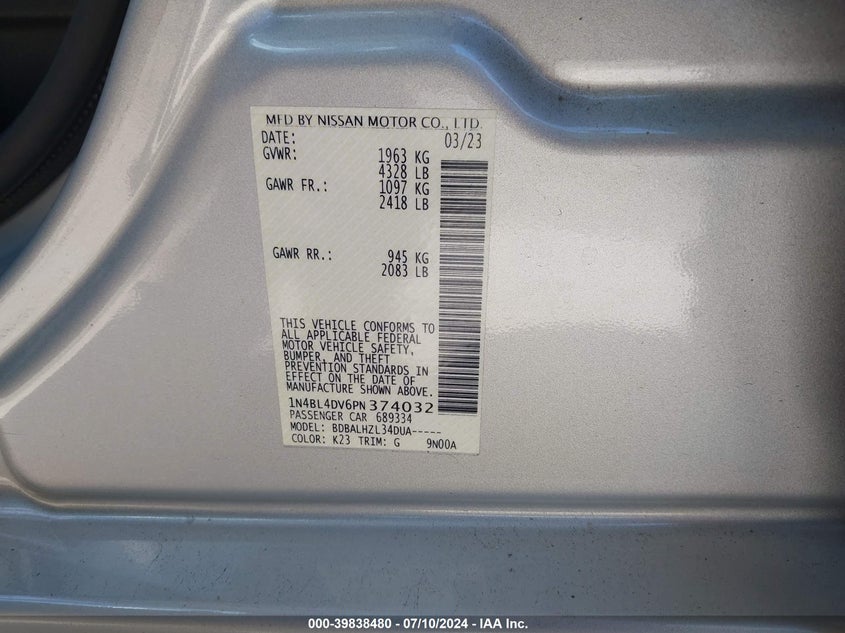 MFD BY NISSAN MOTOR CO., LTD.
DATE: 03/23
GVWR: 1963 KG
4328 LB
GAWR FR.: 1097 KG
2418 LB
GAWR RR.: 945 KG
2083 LB
THIS VEHICLE CONFORMS TO
ALL APPLICABLE FEDERAL
MOTOR VEHICLE SAFETY,
BUMPER, AND THEFT
PREVENTION STANDARDS IN
EFFECT ON THE DATE OF
MANUFACTURE SHOWN ABOVE.
1N4BL4DV6PN374032
PASSENGER CAR 689334
MODEL: BDBALHZL34DUA-----
COLOR: K23 TRIM: G 9N00A
000-39838480 - 07/10/2024 - IAA Inc.